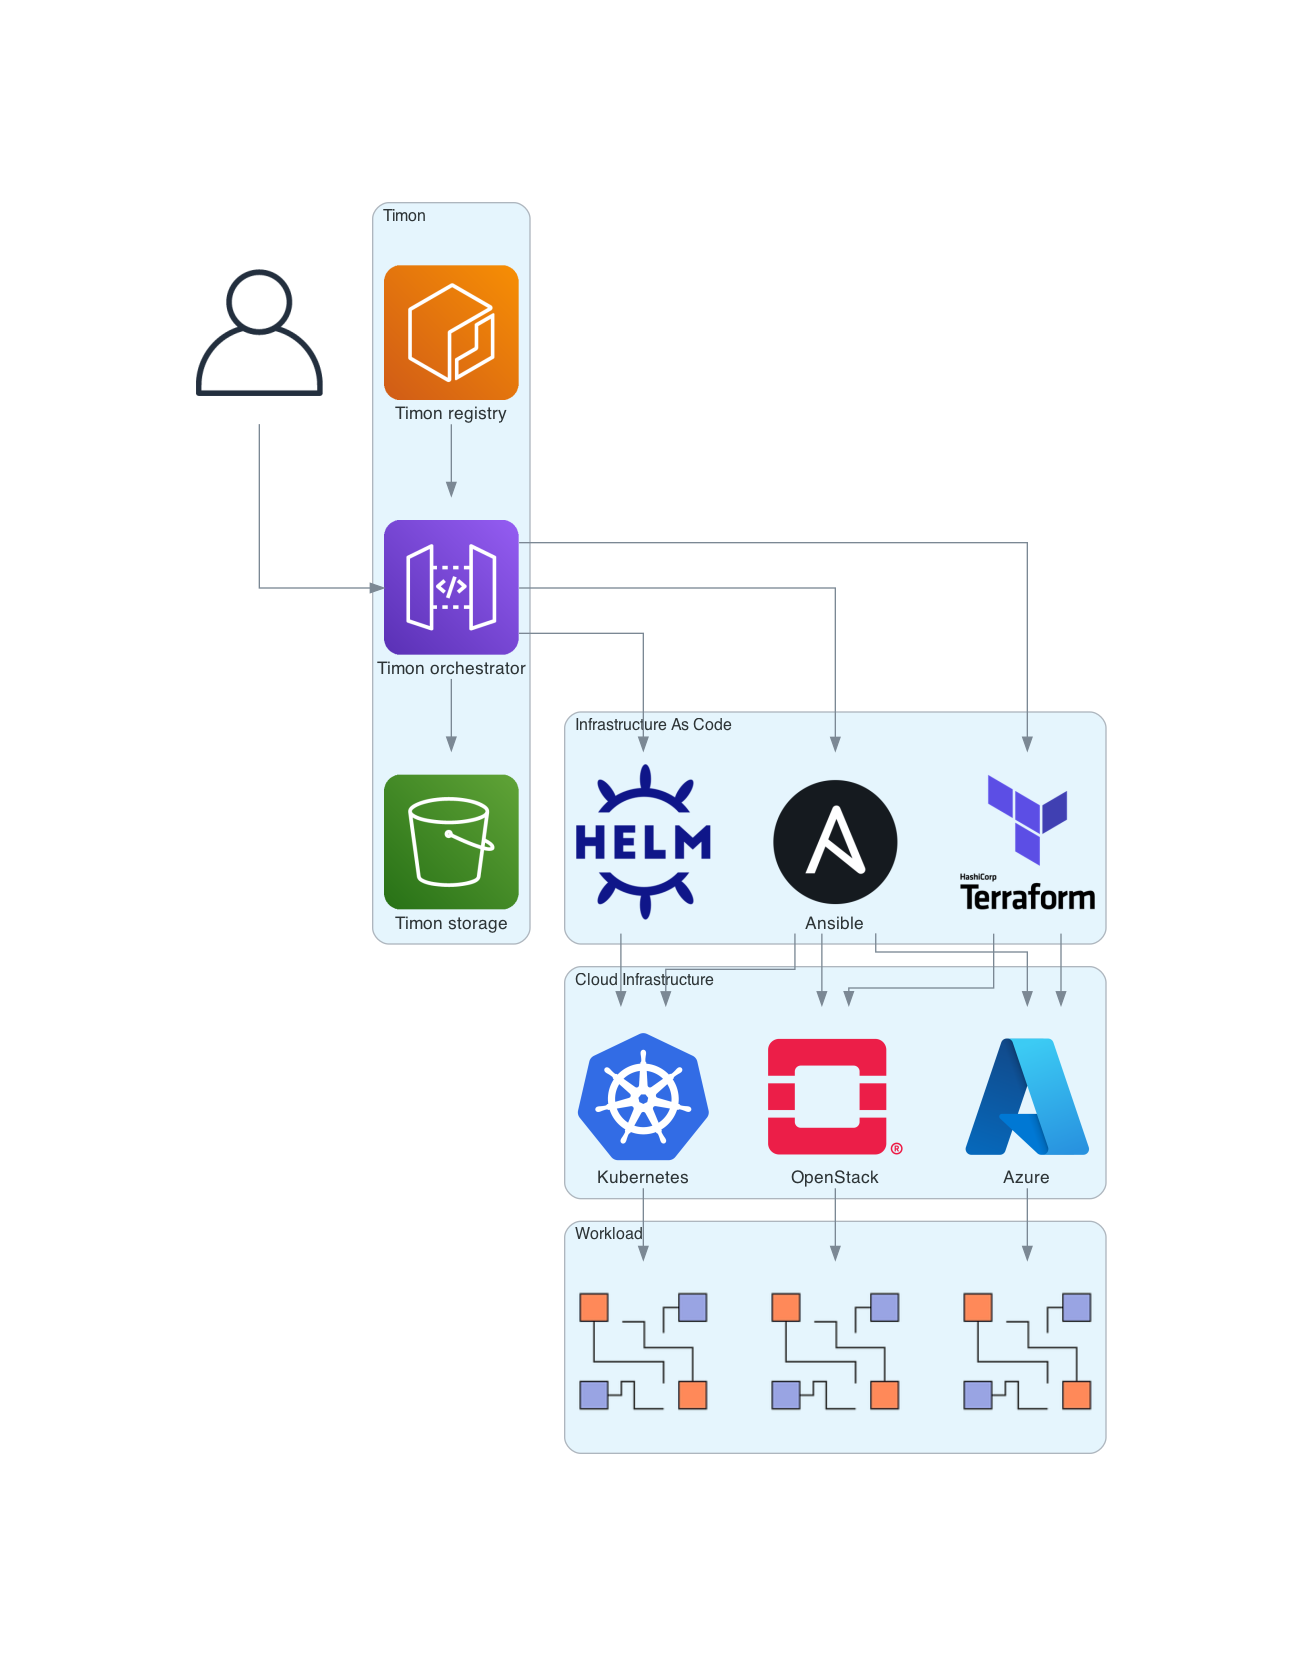 Timon
Timon registry
Timon orchestrator
Timon storage
Infrastructure As Code
HELM
Ansible
HashiCorp
Terraform
Cloud Infrastructure
Kubernetes
OpenStack
®
Azure
Workload